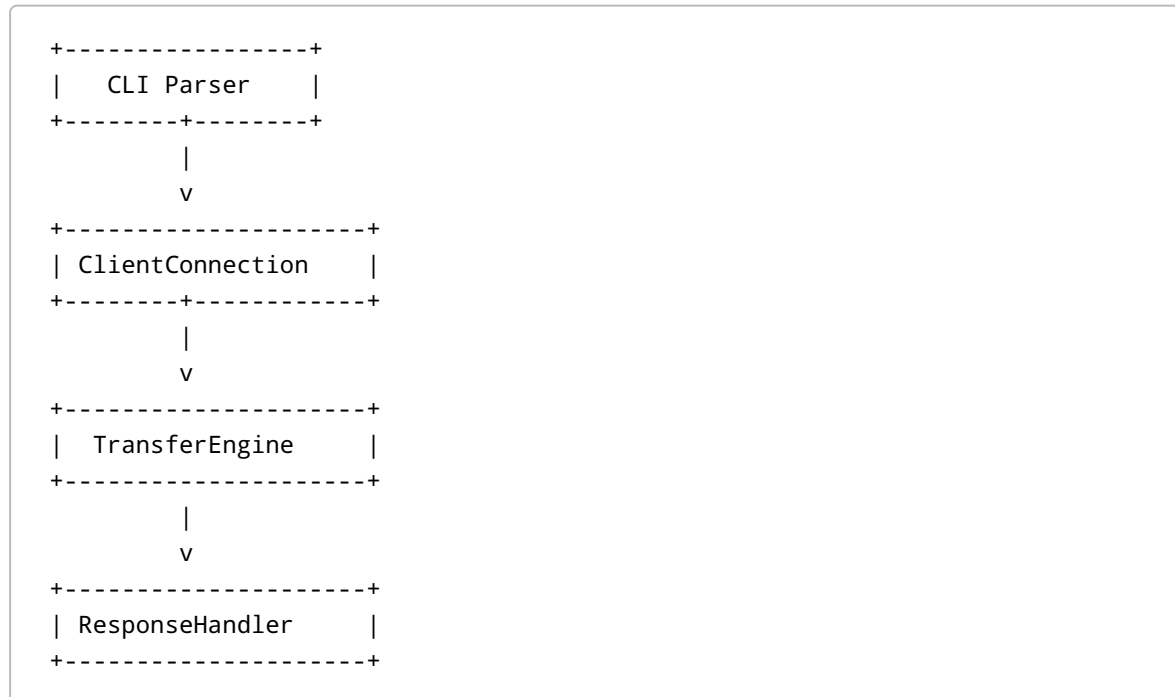 +-----------------+
|   CLI Parser    |
+--------+--------+
         |
         v
+---------------------+
| ClientConnection    |
+--------+------------+
         |
         v
+---------------------+
|  TransferEngine     |
+---------------------+
         |
         v
+---------------------+
| ResponseHandler     |
+---------------------+